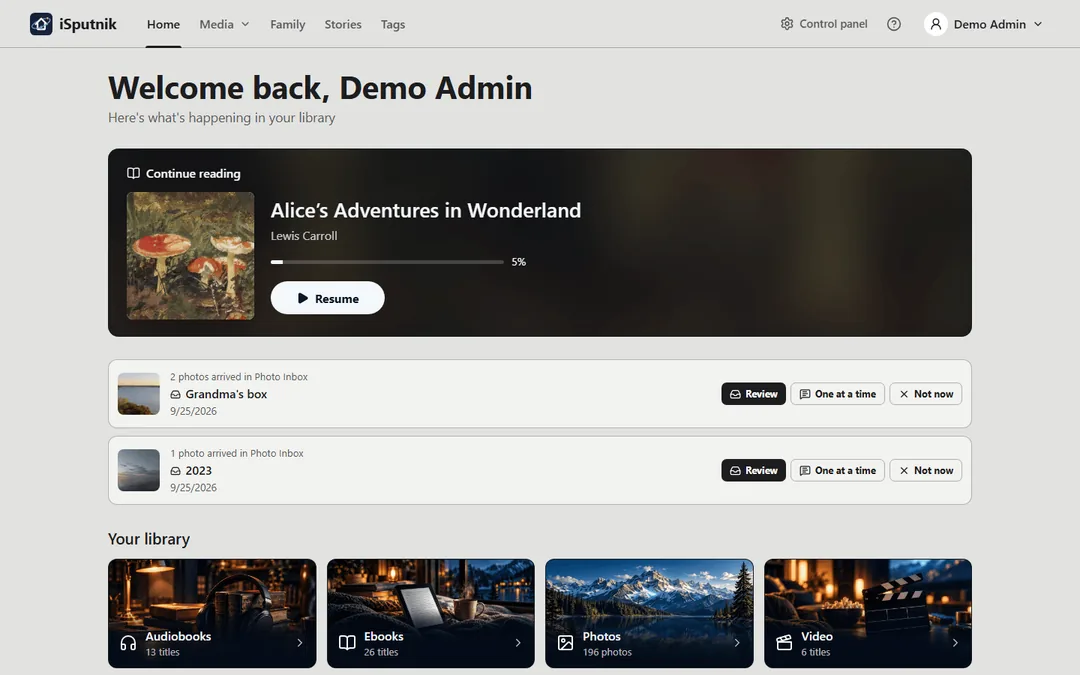 iSputnik
Home
Media
Family
Stories
Tags
Control panel
Demo Admin
Welcome back, Demo Admin
Here's what's happening in your library
Continue reading
Alice's Adventures in Wonderland
Lewis Carroll
5%
Resume
2 photos arrived in Photo Inbox
Grandma's box
9/25/2026
Review
One at a time
Not now
1 photo arrived in Photo Inbox
2023
9/25/2026
Review
One at a time
Not now
Your library
Audiobooks
13 titles
Ebooks
26 titles
Photos
196 photos
Video
6 titles